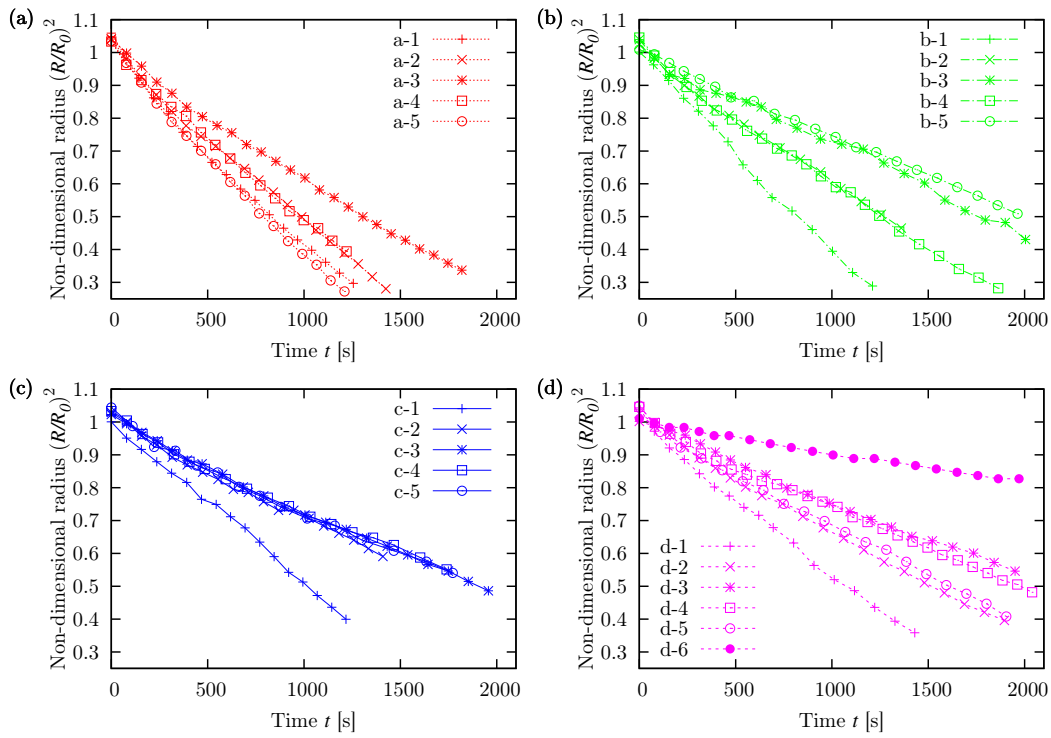 (a)
Non-dimensional radius (R/R0)2
1.1
1
0.9
0.8
0.7
0.6
0.5
0.4
0.3
0
500
1000
1500
2000
Time t [s]
a-1
a-2
a-3
a-4
a-5
(b)
Non-dimensional radius (R/R0)2
1.1
1
0.9
0.8
0.7
0.6
0.5
0.4
0.3
0
500
1000
1500
2000
Time t [s]
b-1
b-2
b-3
b-4
b-5
(c)
Non-dimensional radius (R/R0)2
1.1
1
0.9
0.8
0.7
0.6
0.5
0.4
0.3
0
500
1000
1500
2000
Time t [s]
c-1
c-2
c-3
c-4
c-5
(d)
Non-dimensional radius (R/R0)2
1.1
1
0.9
0.8
0.7
0.6
0.5
0.4
0.3
0
500
1000
1500
2000
Time t [s]
d-1
d-2
d-3
d-4
d-5
d-6